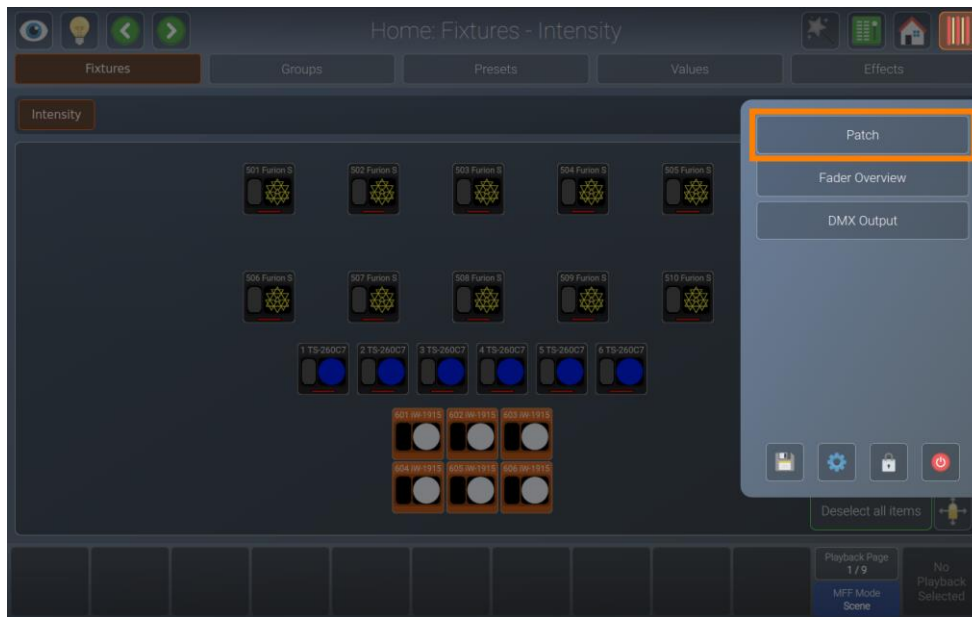 Home: Fixtures - Intensity
Fixtures
Groups
Presets
Values
Effects
Intensity
Patch
Fader Overview
DMX Output
501 Furion S
502 Furion S
503 Furion S
504 Furion S
505 Furion S
506 Furion S
507 Furion S
508 Furion S
509 Furion S
510 Furion S
1 TS-260C7
2 TS-260C7
3 TS-260C7
4 TS-260C7
5 TS-260C7
6 TS-260C7
601 IW-1915
602 IW-1915
603 IW-1915
604 IW-1915
605 IW-1915
606 IW-1915
Deselect all items
Playback Page
1 / 9
MFF Mode
Scene
No
Playback
Selected